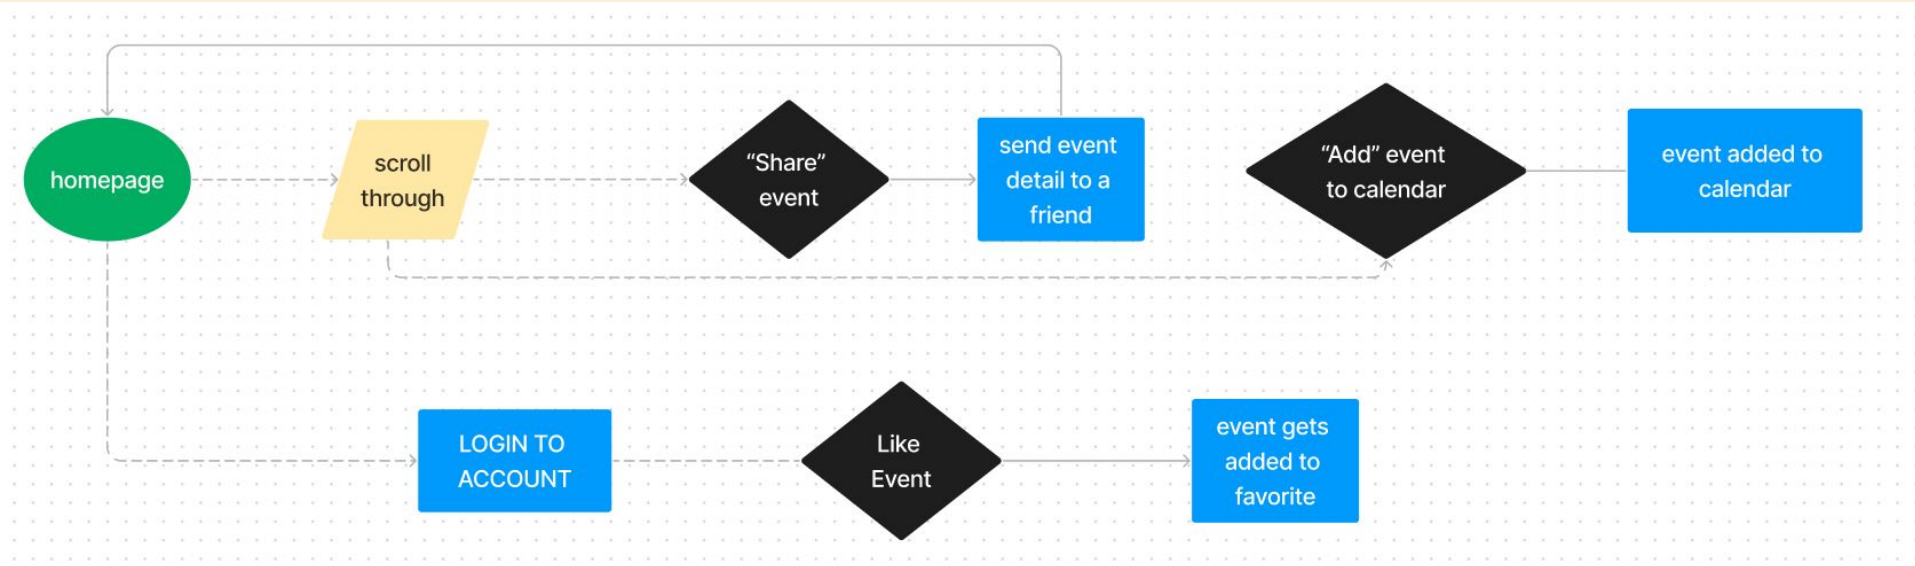 homepage
scroll
through
“Share”
event
send event
detail to a
friend
“Add” event
to calendar
event added to
calendar
LOGIN TO
ACCOUNT
Like
Event
event gets
added to
favorite